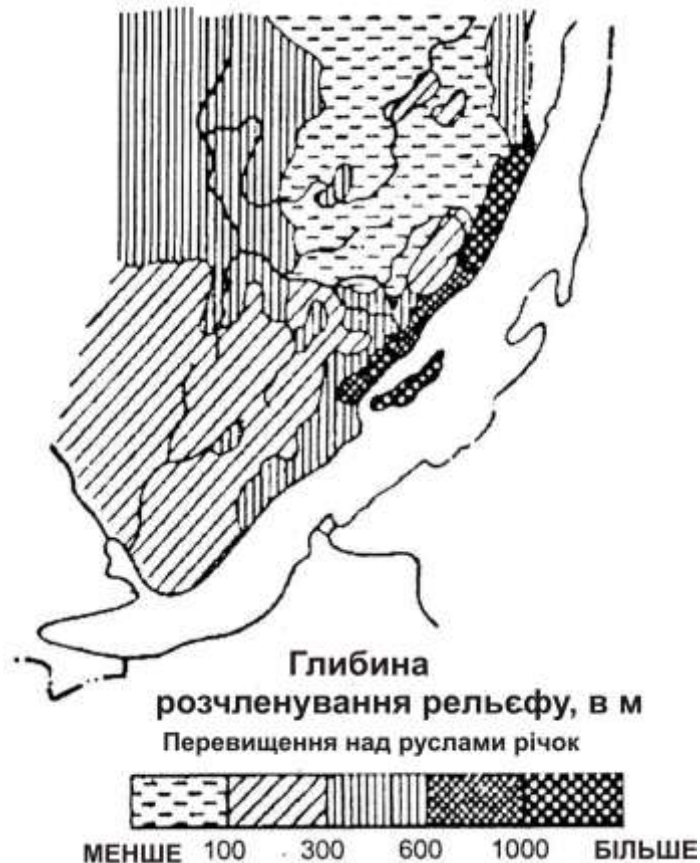 Глибина
розчленування рельєфу, в м
Перевищення над руслами річок
МЕНШЕ 100 300 600 1000 БІЛЬШЕ